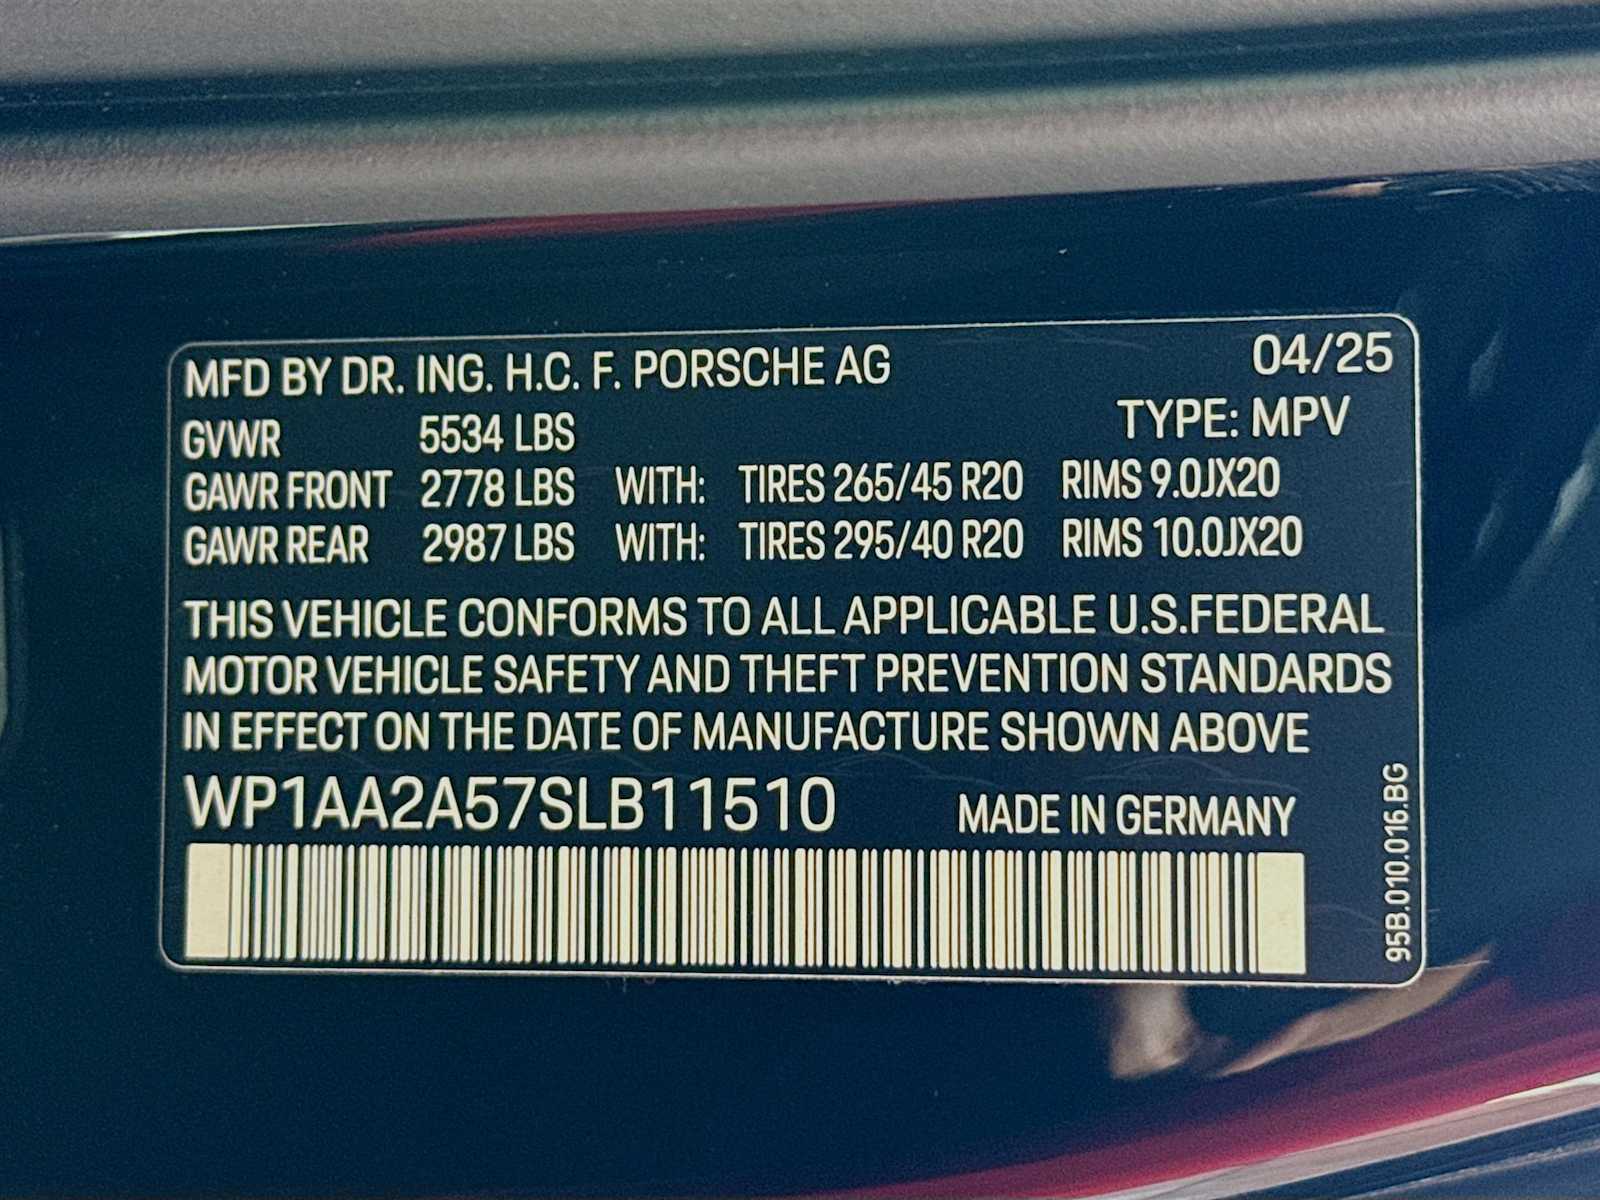 MFD BY DR. ING. H.C. F. PORSCHE AG 04/25
GVWR 5534 LBS TYPE: MPV
GAWR FRONT 2778 LBS WITH: TIRES 265/45 R20 RIMS 9.0JX20
GAWR REAR 2987 LBS WITH: TIRES 295/40 R20 RIMS 10.0JX20
THIS VEHICLE CONFORMS TO ALL APPLICABLE U.S.FEDERAL
MOTOR VEHICLE SAFETY AND THEFT PREVENTION STANDARDS
IN EFFECT ON THE DATE OF MANUFACTURE SHOWN ABOVE
WP1AA2A57SLB11510 MADE IN GERMANY
95B.010.016.BG